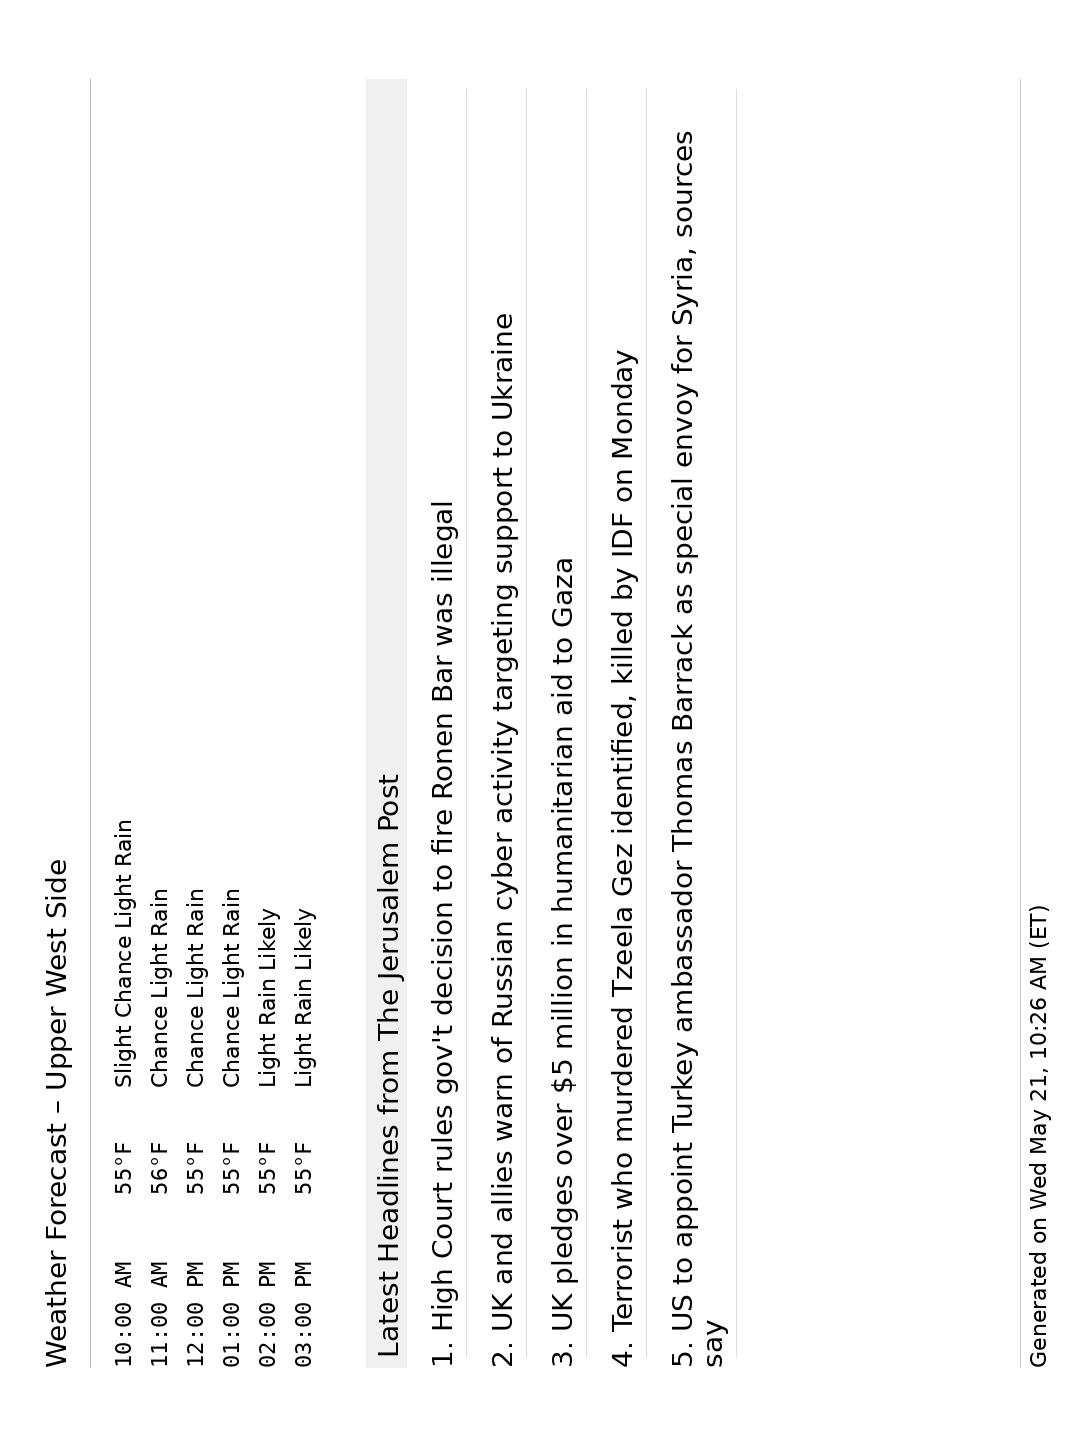 Weather Forecast – Upper West Side
10:00 AM 55°F Slight Chance Light Rain
11:00 AM 56°F Chance Light Rain
12:00 PM 55°F Chance Light Rain
01:00 PM 55°F Chance Light Rain
02:00 PM 55°F Light Rain Likely
03:00 PM 55°F Light Rain Likely
Latest Headlines from The Jerusalem Post
1. High Court rules gov't decision to fire Ronen Bar was illegal
2. UK and allies warn of Russian cyber activity targeting support to Ukraine
3. UK pledges over $5 million in humanitarian aid to Gaza
4. Terrorist who murdered Tzeela Gez identified, killed by IDF on Monday
5. US to appoint Turkey ambassador Thomas Barrack as special envoy for Syria, sources
say
Generated on Wed May 21, 10:26 AM (ET)